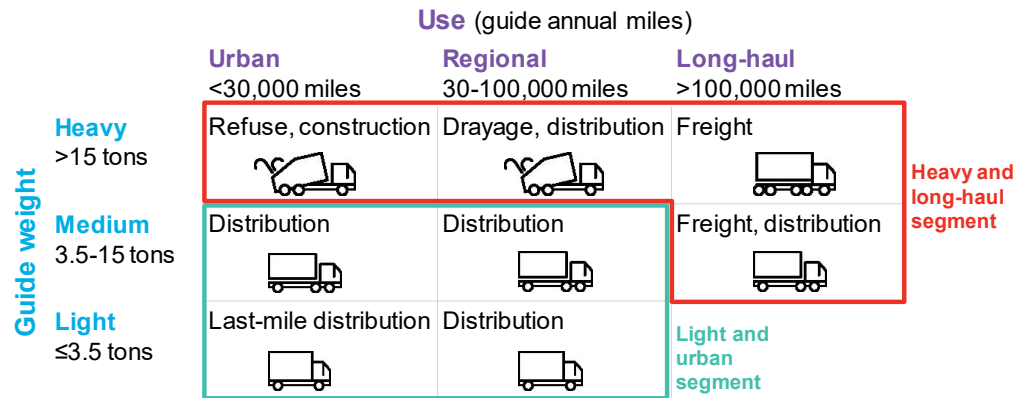 Use (guide annual miles)
Urban Regional Long-haul
<30,000 miles 30-100,000 miles >100,000 miles
Guide weight
Heavy
>15 tons
Refuse, construction Drayage, distribution Freight
Heavy and
long-haul
segment
Medium
3.5-15 tons
Distribution Distribution Freight, distribution
Light
≤3.5 tons
Last-mile distribution Distribution
Light and
urban
segment